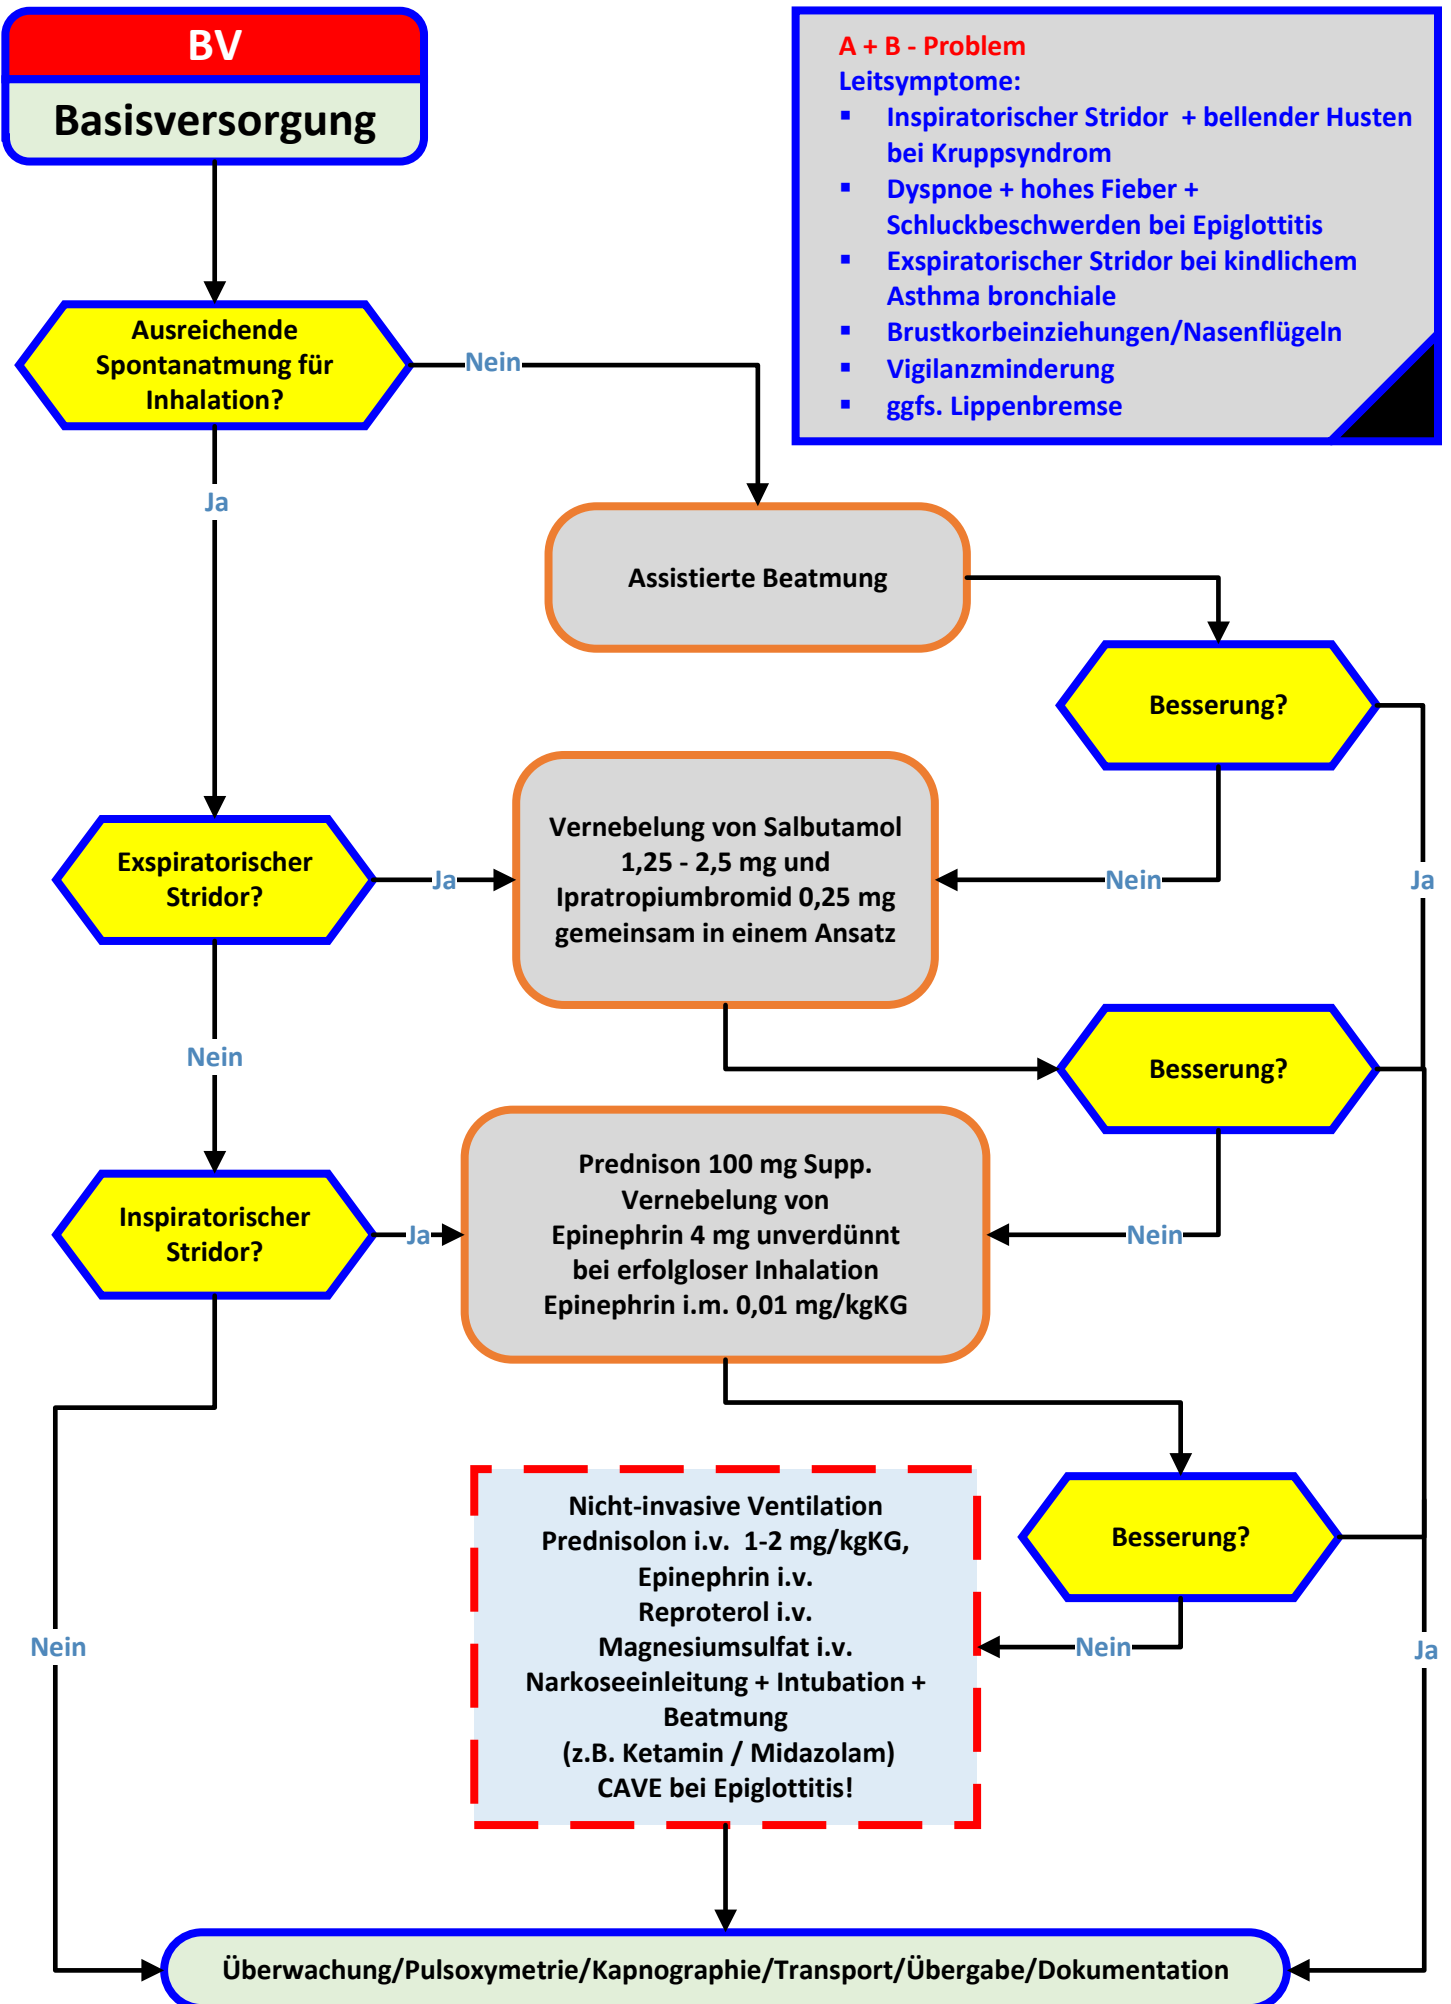 BV
Basisversorgung
A + B - Problem
Leitsymptome:
▪ Inspiratorischer Stridor + bellender Husten
bei Kruppsyndrom
▪ Dyspnoe + hohes Fieber +
Schluckbeschwerden bei Epiglottitis
▪ Exspiratorischer Stridor bei kindlichem
Asthma bronchiale
▪ Brustkorbeinziehungen/Nasenflügeln
▪ Vigilanzminderung
▪ ggfs. Lippenbremse
Ausreichende
Spontanatmung für
Inhalation?
Nein
Ja
Assistierte Beatmung
Besserung?
Nein
Ja
Exspiratorischer
Stridor?
Ja
Vernebelung von Salbutamol
1,25 - 2,5 mg und
Ipratropiumbromid 0,25 mg
gemeinsam in einem Ansatz
Nein
Besserung?
Nein
Inspiratorischer
Stridor?
Ja
Prednison 100 mg Supp.
Vernebelung von
Epinephrin 4 mg unverdünnt
bei erfolgloser Inhalation
Epinephrin i.m. 0,01 mg/kgKG
Besserung?
Nein
Ja
Nicht-invasive Ventilation
Prednisolon i.v. 1-2 mg/kgKG,
Epinephrin i.v.
Reproterol i.v.
Magnesiumsulfat i.v.
Narkoseeinleitung + Intubation +
Beatmung
(z.B. Ketamin / Midazolam)
CAVE bei Epiglottitis!
Nein
Überwachung/Pulsoxymetrie/Kapnographie/Transport/Übergabe/Dokumentation